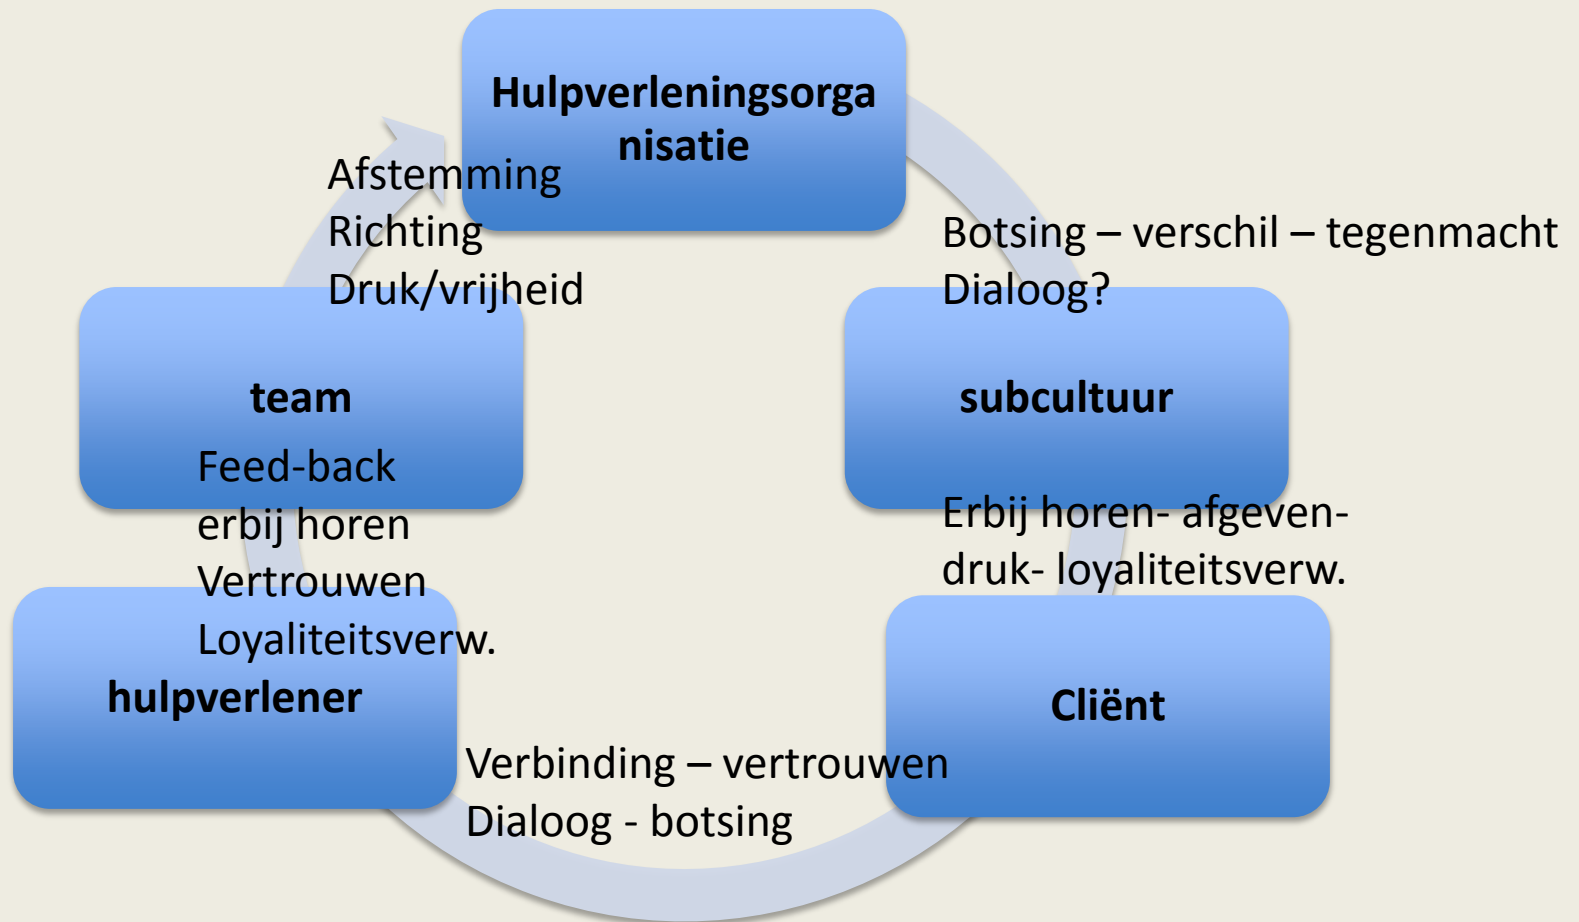 Hulpverleningsorga
nisatie
Afstemming
Richting
Druk/vrijheid
Botsing – verschil – tegenmacht
Dialoog?
team
subcultuur
Feed-back
erbij horen
Vertrouwen
Loyaliteitsverw.
Erbij horen- afgeven-
druk- loyaliteitsverw.
hulpverlener
Cliënt
Verbinding – vertrouwen
Dialoog - botsing